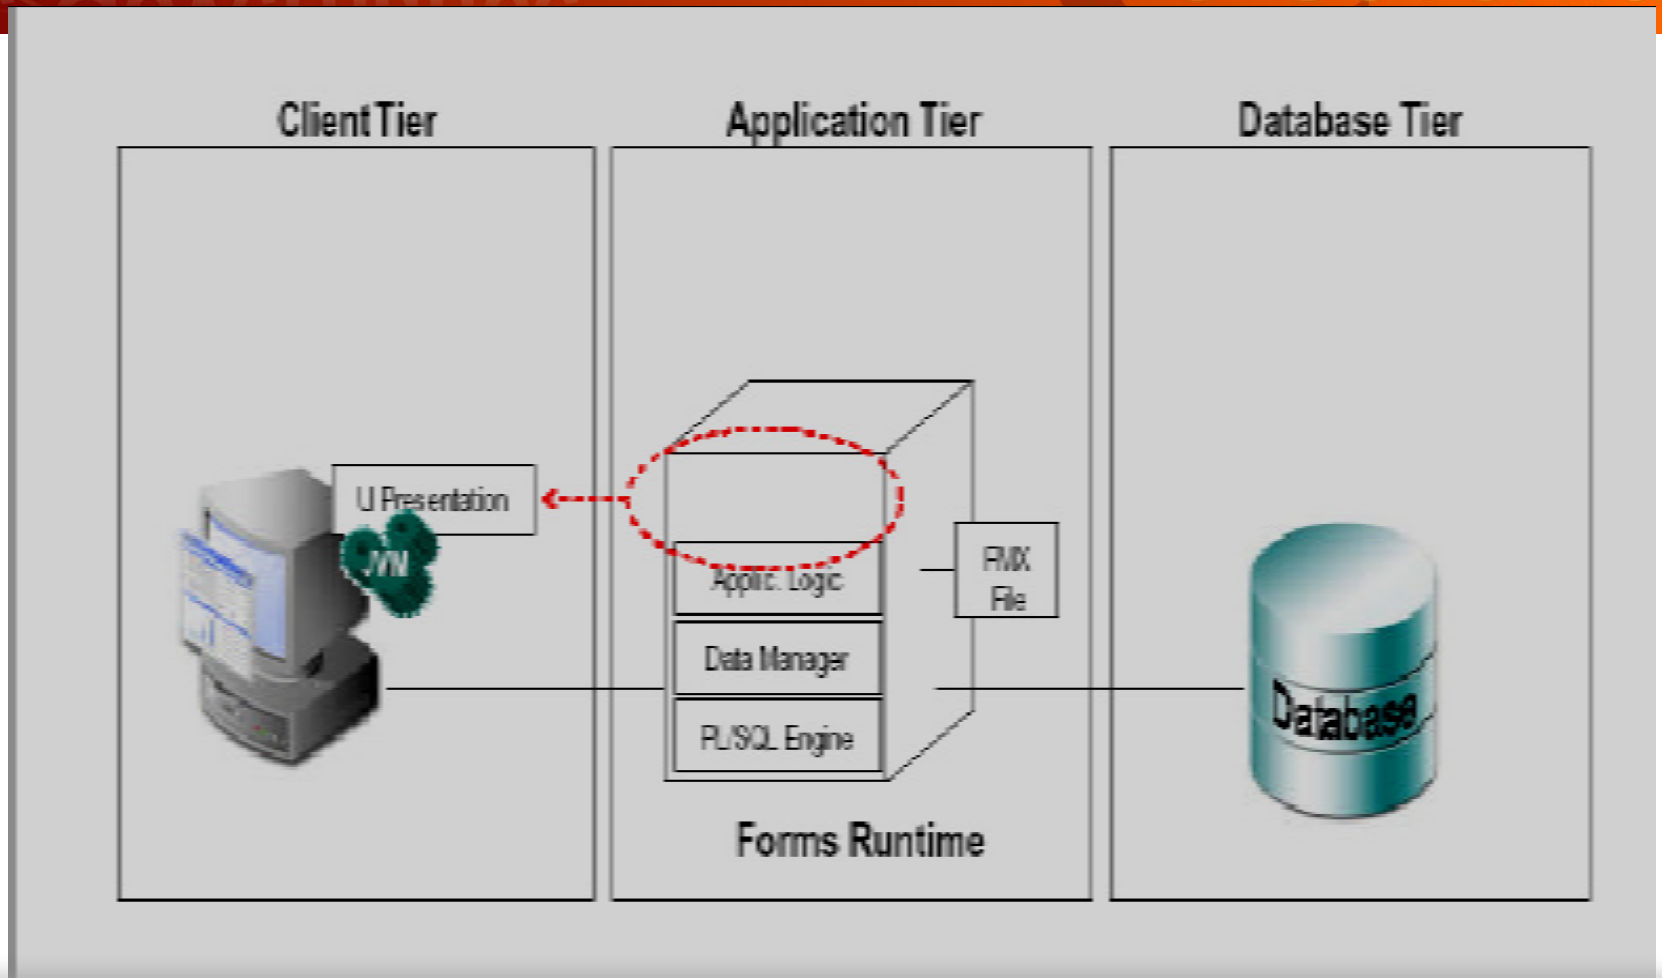 Client Tier
Application Tier
Database Tier
UI Presentation
JVM
Applic. Logic
FMX
File
Data Manager
PL/SQL Engine
Database
Forms Runtime